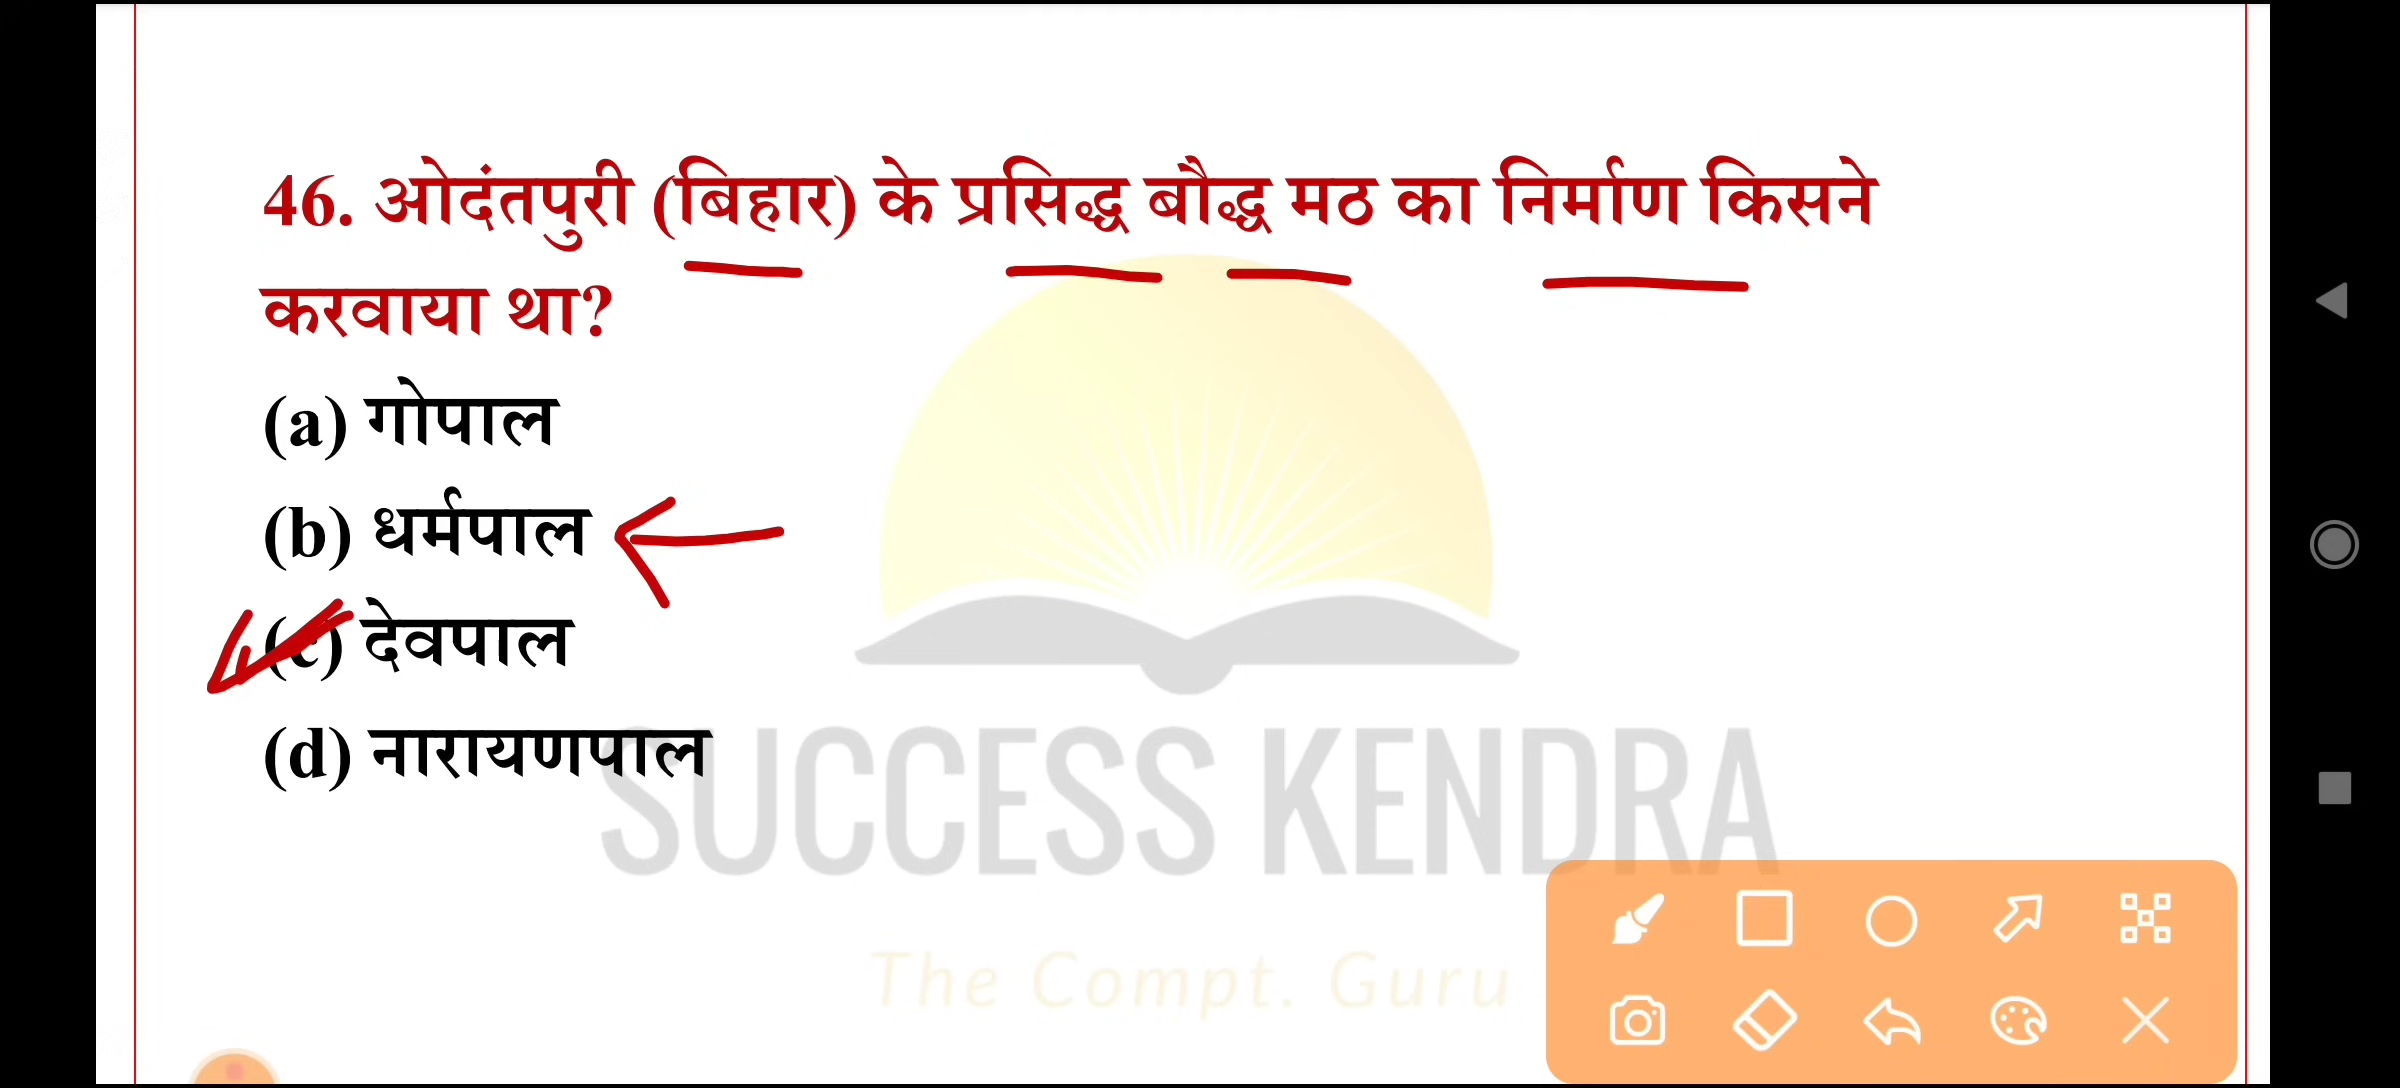 46. ओदंतपुरी (बिहार) के प्रसिद्ध बौद्ध मठ का निर्माण किसने
करवाया था?
(a) गोपाल
(b) धर्मपाल
(c) देवपाल
(d) नारायणपाल
SUCCESS KENDRA
The Compt. Guru